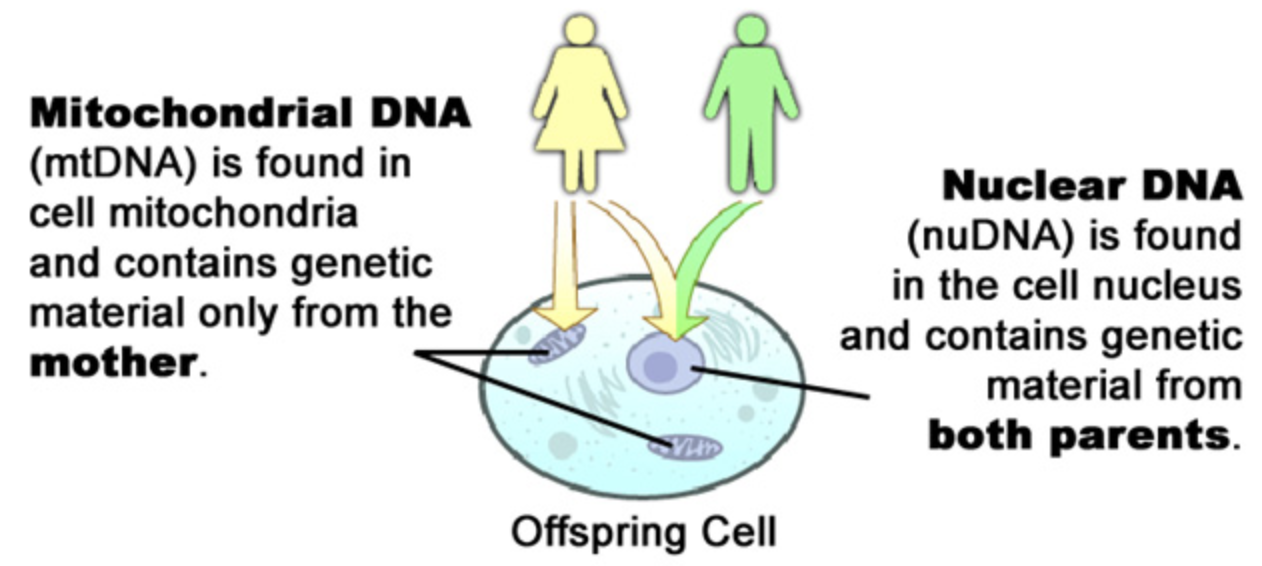 Mitochondrial DNA
(mtDNA) is found in
cell mitochondria
and contains genetic
material only from the
mother.
Nuclear DNA
(nuDNA) is found
in the cell nucleus
and contains genetic
material from
both parents.
Offspring Cell